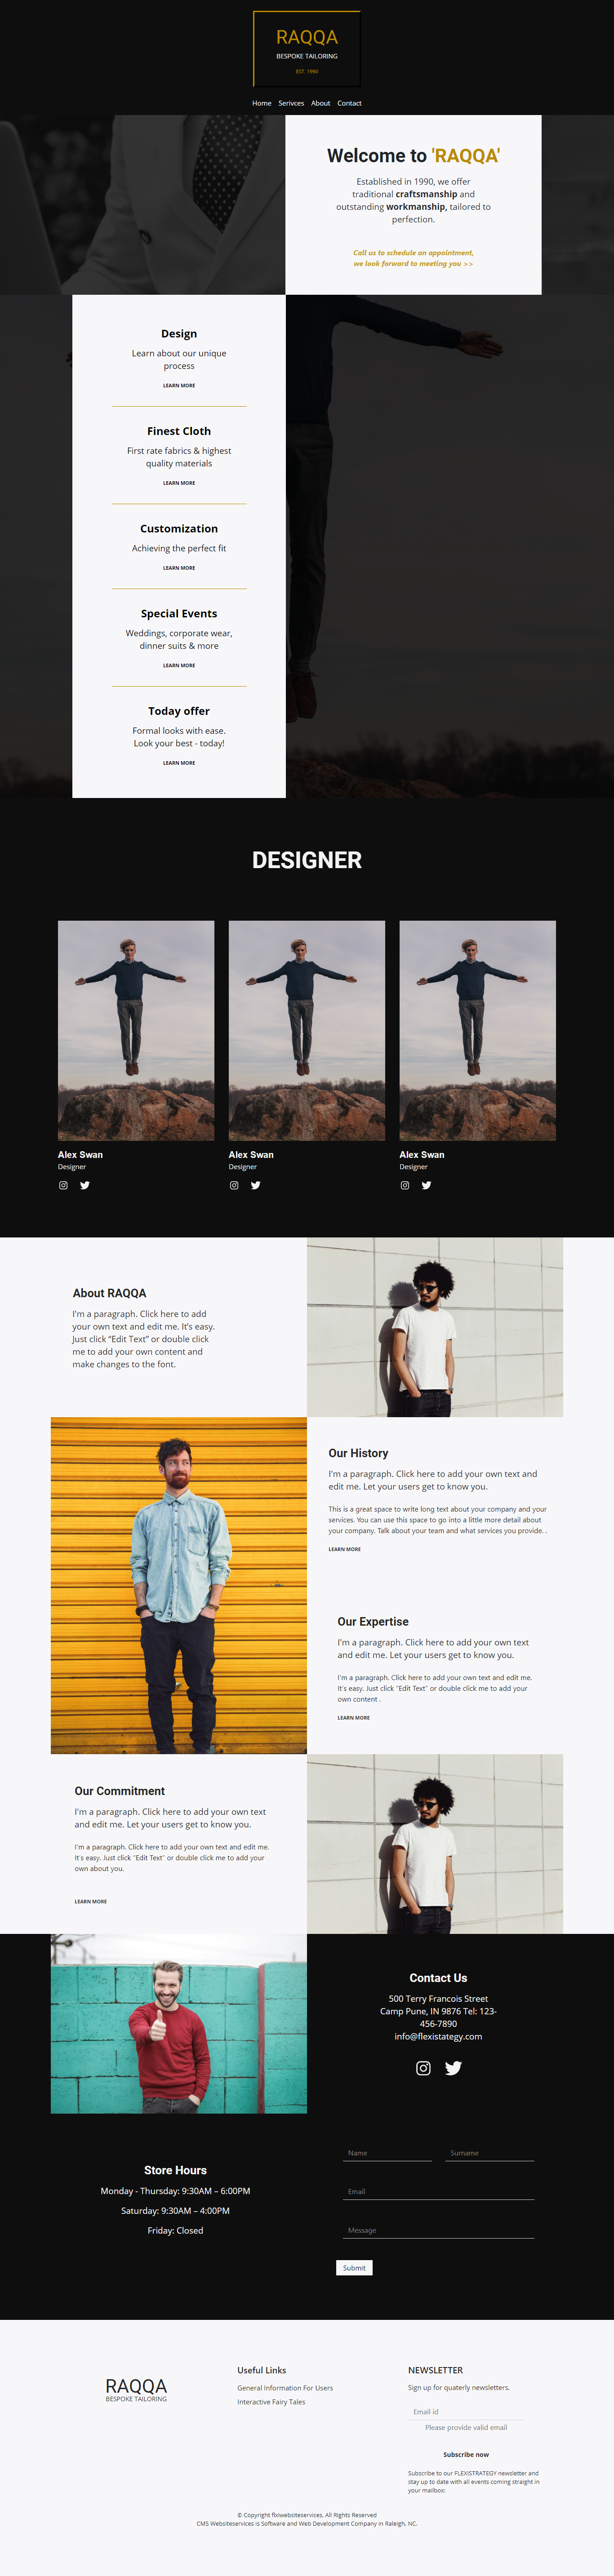 RAQQA
BESPOKE TAILORING
EST. 1990
Home Serivces About Contact
Welcome to 'RAQQA'
Established in 1990, we offer
traditional craftsmanship and
outstanding workmanship, tailored to
perfection.
Call us to schedule an appointment,
we look forward to meeting you >>
Design
Learn about our unique
process
LEARN MORE
Finest Cloth
First rate fabrics & highest
quality materials
LEARN MORE
Customization
Achieving the perfect fit
LEARN MORE
Special Events
Weddings, corporate wear,
dinner suits & more
LEARN MORE
Today offer
Formal looks with ease.
Look your best - today!
LEARN MORE
DESIGNER
Alex Swan
Designer
Alex Swan
Designer
Alex Swan
Designer
About RAQQA
I'm a paragraph. Click here to add
your own text and edit me. It's easy.
Just click “Edit Text” or double click
me to add your own content and
make changes to the font.
Our History
I'm a paragraph. Click here to add your own text and
edit me. Let your users get to know you.
This is a great space to write long text about your company and your
services. You can use this space to go into a little more detail about
your company. Talk about your team and what services you provide. .
LEARN MORE
Our Expertise
I'm a paragraph. Click here to add your own text
and edit me. Let your users get to know you.
I'm a paragraph. Click here to add your own text and edit me.
It's easy. Just click “Edit Text” or double click me to add your
own content .
LEARN MORE
Our Commitment
I'm a paragraph. Click here to add your own text
and edit me. Let your users get to know you.
I'm a paragraph. Click here to add your own text and edit me.
It's easy. Just click “Edit Text” or double click me to add your
own about you.
LEARN MORE
Contact Us
500 Terry Francois Street
Camp Pune, IN 9876 Tel: 123-
456-7890
info@flexistategy.com
Store Hours
Monday - Thursday: 9:30AM – 6:00PM
Saturday: 9:30AM – 4:00PM
Friday: Closed
Name Surname
Email
Message
Submit
RAQQA
BESPOKE TAILORING
Useful Links
General Information For Users
Interactive Fairy Tales
NEWSLETTER
Sign up for quaterly newsletters.
Email id
Please provide valid email
Subscribe now
Subscribe to our FLEXISTRATEGY newsletter and
stay up to date with all events coming straight in
your mailbox:
© Copyright flxiwebsiteservices. All Rights Reserved
CMS Websiteservices is Software and Web Development Company in Raleigh, NC.